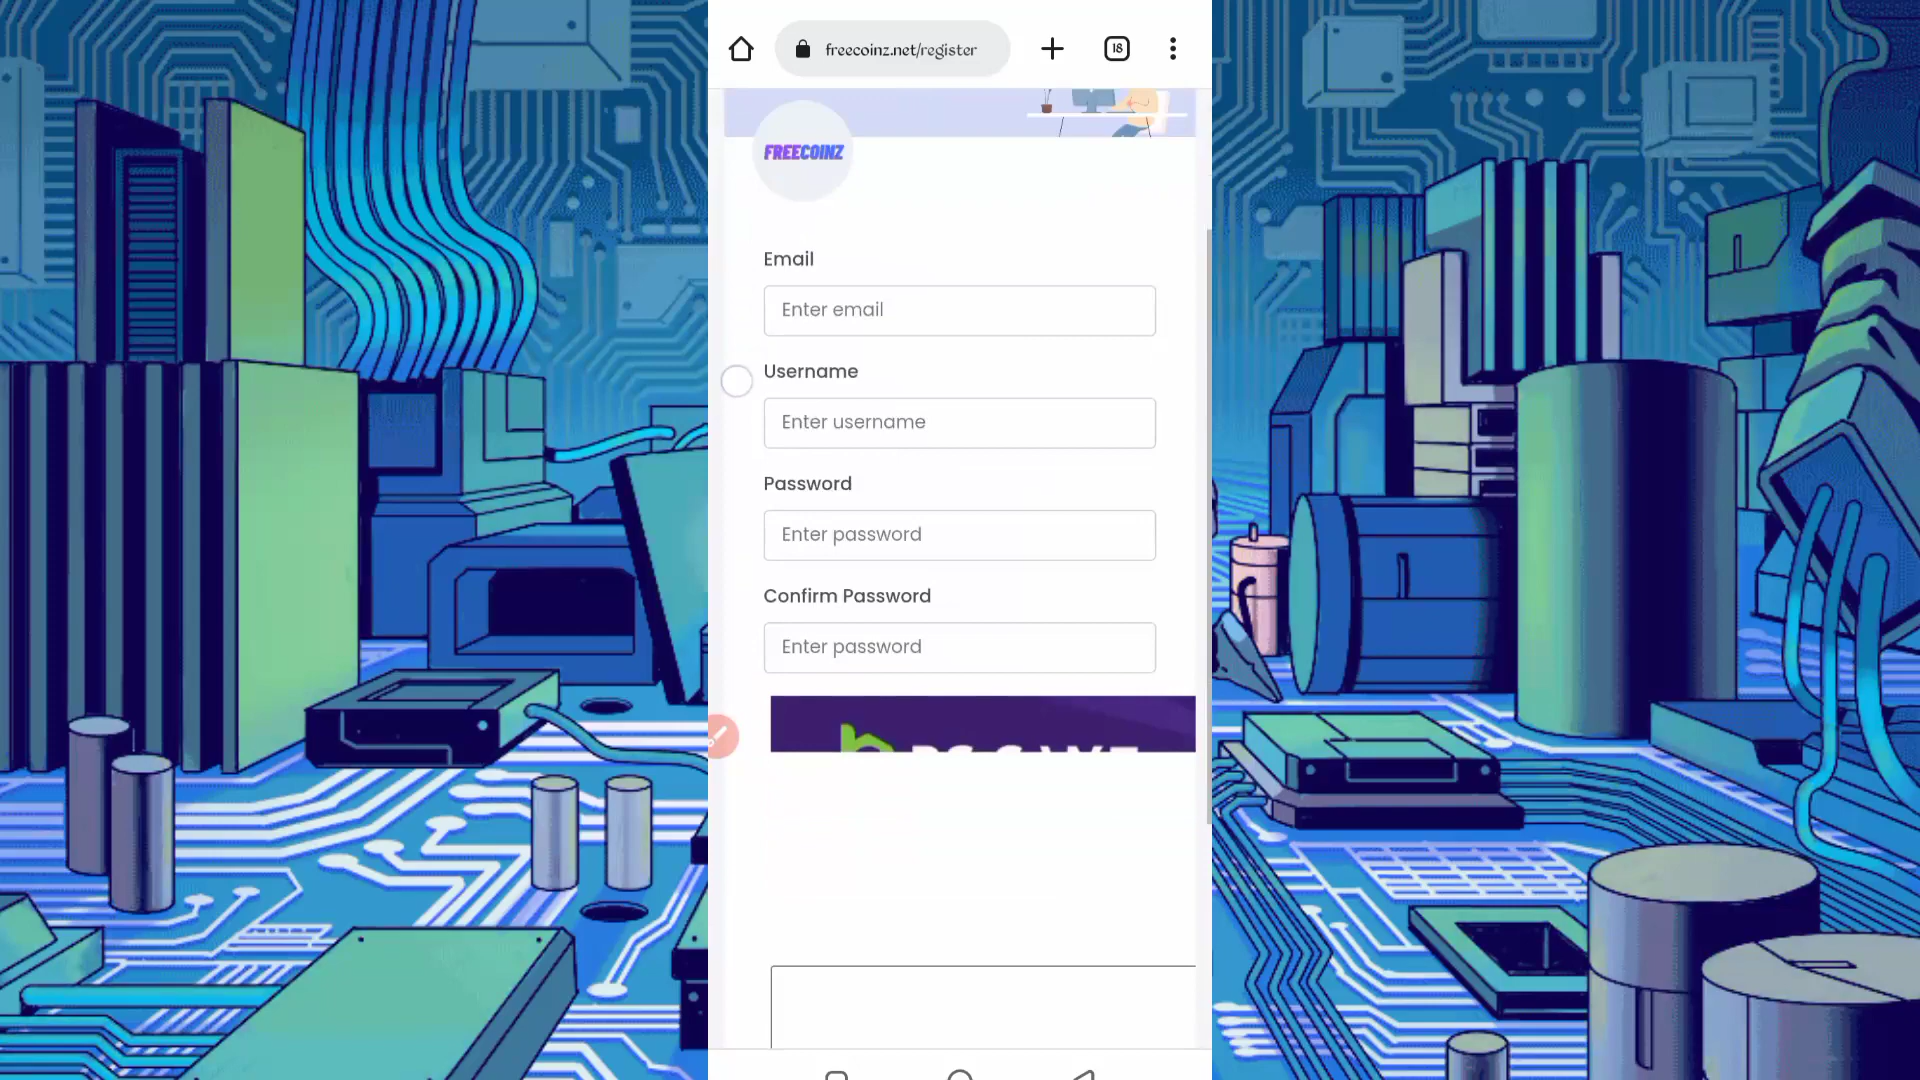 freecoinz.net/register
18
FREECOINZ
Email
Enter email
Username
Enter username
Password
Enter password
Confirm Password
Enter password